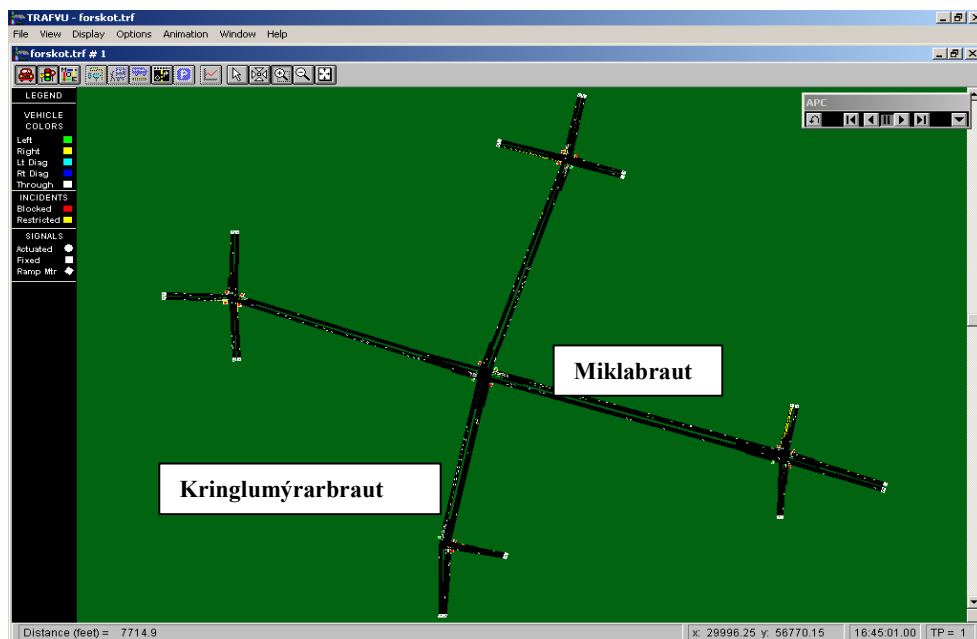 TRAFVU - forskot.trf
File View Display Options Animation Window Help
forskot.trf # 1
LEGEND
VEHICLE
COLORS
Left
Right
Lt Diag
Rt Diag
Through
INCIDENTS
Blocked
Restricted
SIGNALS
Actuated
Fixed
Ramp Mtr
APC
Miklabraut
Kringlumýrarbraut
Distance (feet) = 7714.9
x: 29996.25 y: 56770.15 16:45:01.00 TP = 1